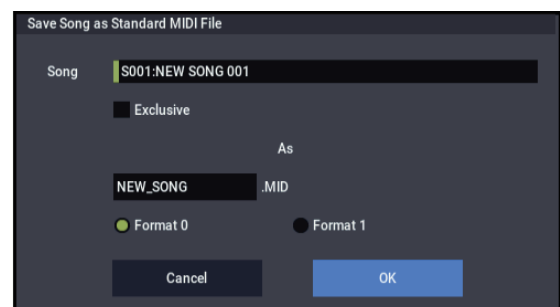 Save Song as Standard MIDI File
Song S001:NEW SONG 001
Exclusive
As
NEW_SONG .MID
Format 0 Format 1
Cancel OK